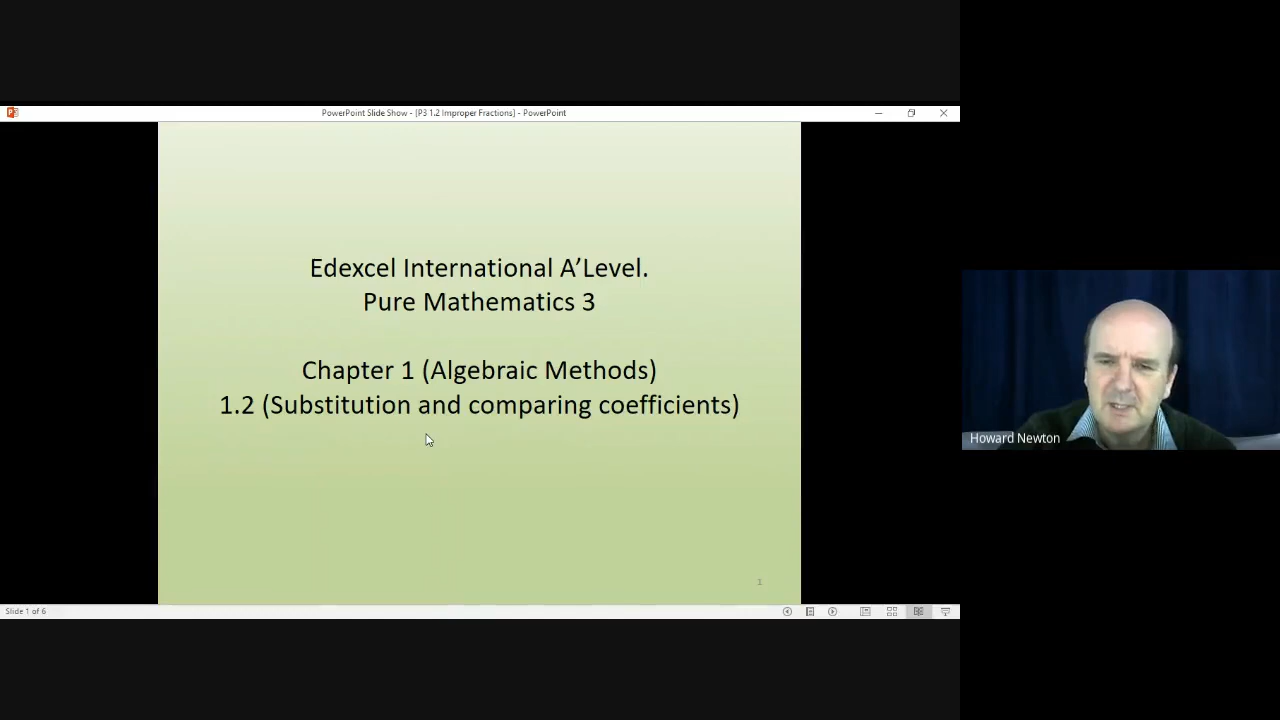 PowerPoint Slide Show - [P3 1.2 Improper Fractions] - PowerPoint
Edexcel International A’Level.
Pure Mathematics 3
Chapter 1 (Algebraic Methods)
1.2 (Substitution and comparing coefficients)
Howard Newton
1
Slide 1 of 6